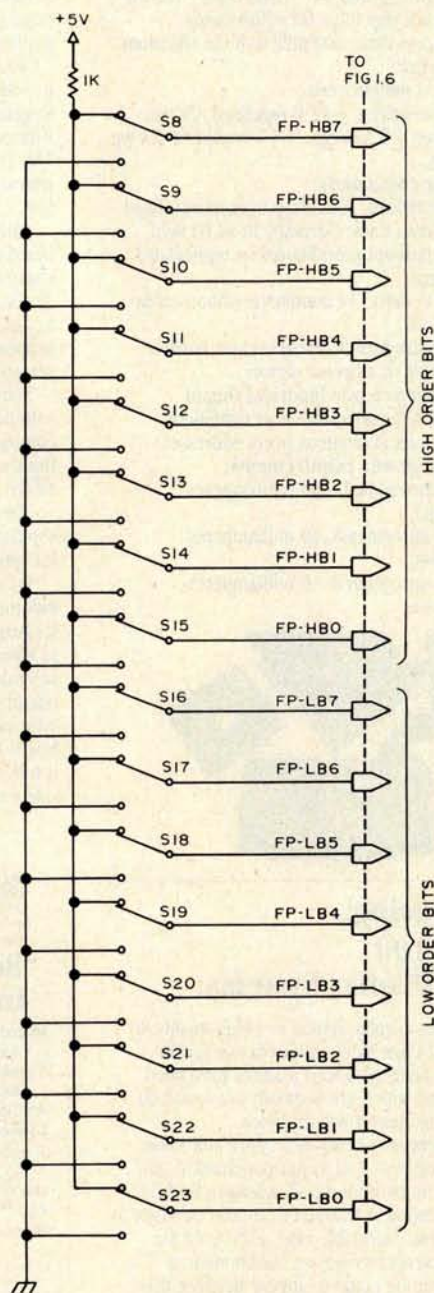 +5V
1K
TO
FIG 1.6
S8 FP-HB7
S9 FP-HB6
S10 FP-HB5
S11 FP-HB4
S12 FP-HB3
S13 FP-HB2
S14 FP-HB1
S15 FP-HB0
HIGH ORDER BITS
S16 FP-LB7
S17 FP-LB6
S18 FP-LB5
S19 FP-LB4
S20 FP-LB3
S21 FP-LB2
S22 FP-LB1
S23 FP-LB0
LOW ORDER BITS